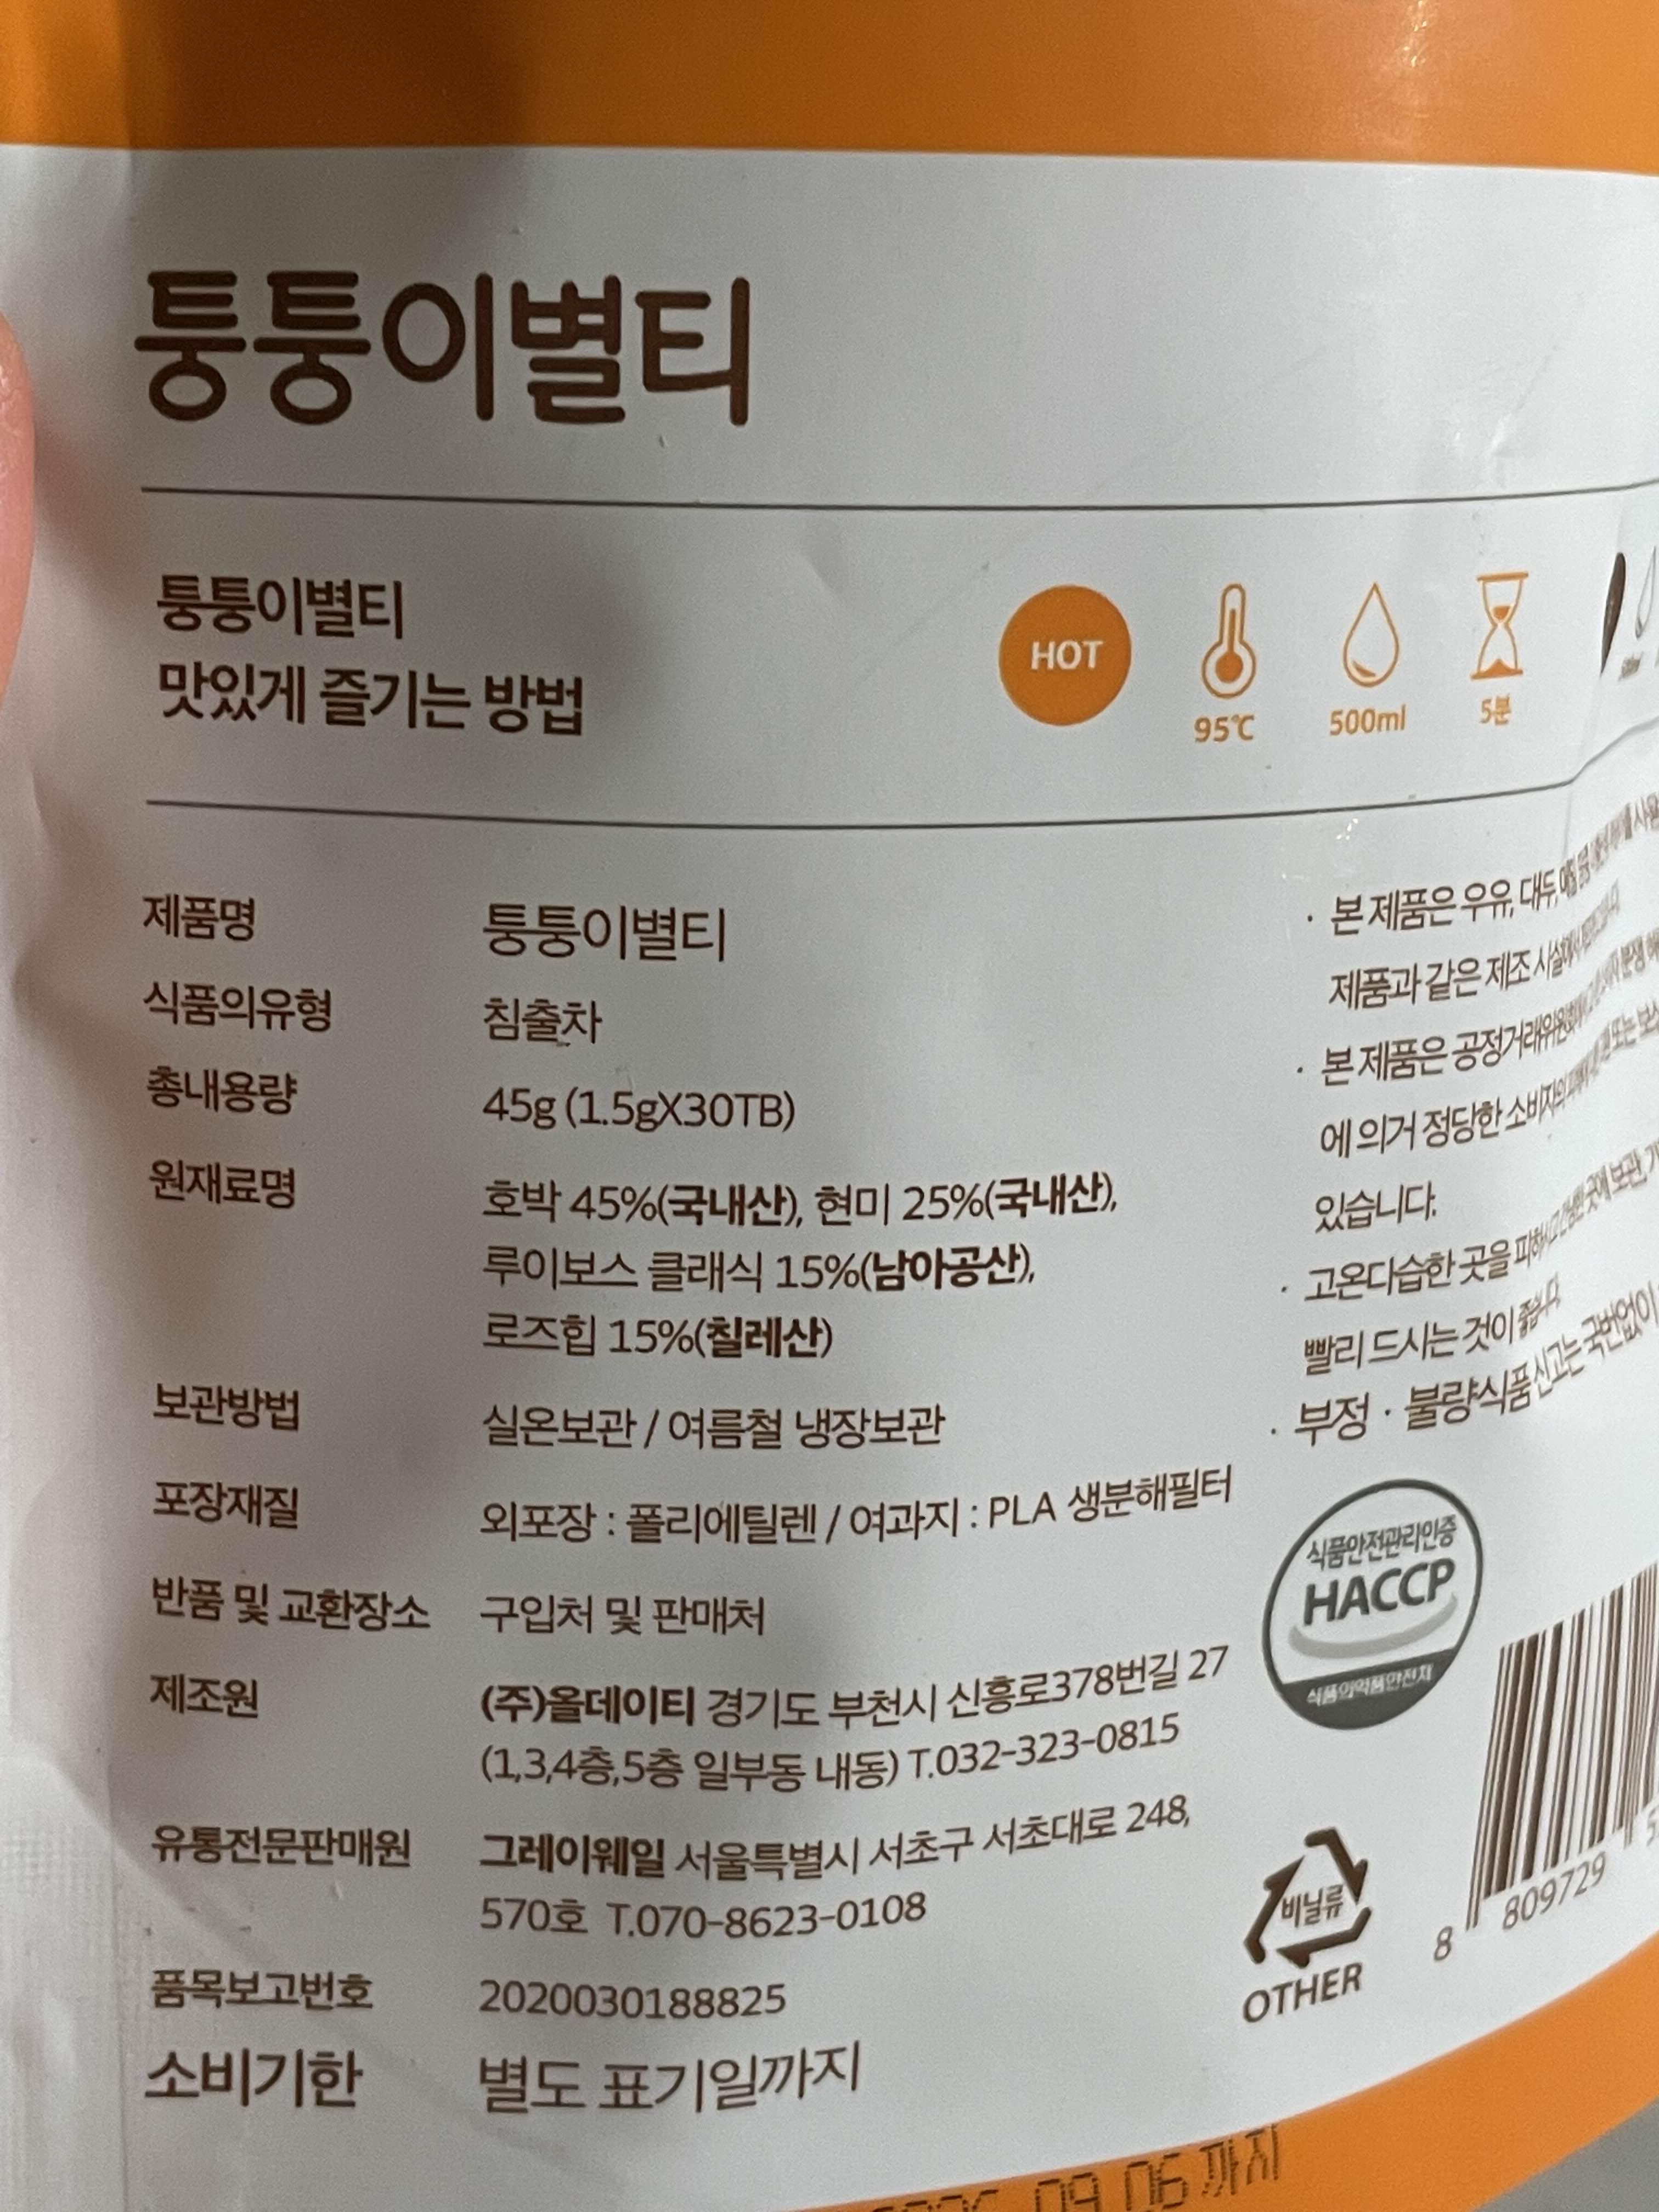 퉁퉁이별티
퉁퉁이별티
맛있게 즐기는 방법
HOT
95℃
500ml
5분
제품명 퉁퉁이별티
식품의유형 침출차
총내용량 45g (1.5gX30TB)
원재료명 호박 45%(국내산), 현미 25%(국내산),
루이보스 클래식 15%(남아공산),
로즈힙 15%(칠레산)
보관방법 실온보관 / 여름철 냉장보관
포장재질 외포장 : 폴리에틸렌 / 여과지 : PLA 생분해필터
반품 및 교환장소 구입처 및 판매처
제조원 (주)올데이티 경기도 부천시 신흥로378번길 27
(1,3,4층,5층 일부동 내동) T.032-323-0815
유통전문판매원 그레이웨일 서울특별시 서초구 서초대로 248,
570호 T.070-8623-0108
품목보고번호 2020030188825
소비기한 별도 표기일까지
· 본 제품은 우유, 대두,
제품과 같은 제조 시설에서
· 본 제품은 공정거래위원회
에 의거 정당한 소비자의
있습니다.
· 고온다습한 곳을 피하시고
빨리 드시는 것이 좋습니다.
· 부정 · 불량식품 신고는 국번없이
식품안전관리인증
HACCP
식품의약품안전처
비닐류
OTHER
8 809729
09.06 까지